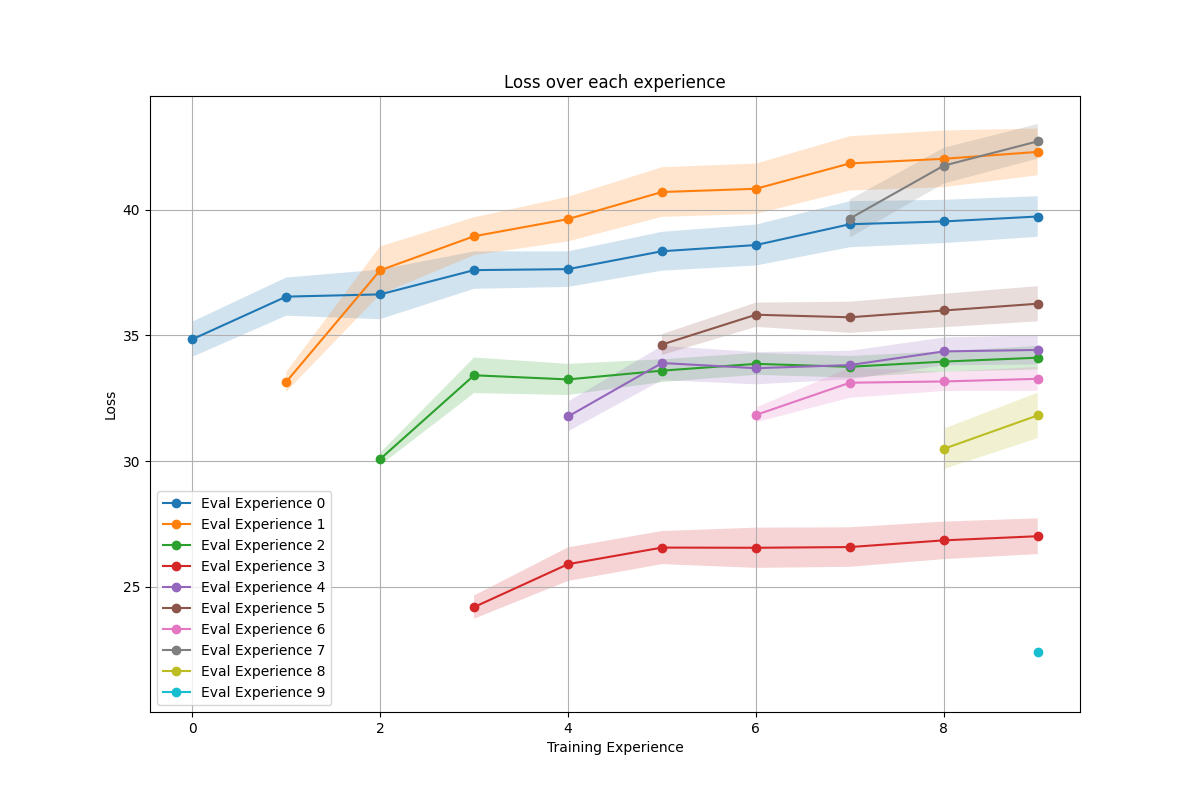 Loss over each experience
Loss
40
35
30
25
Eval Experience 0
Eval Experience 1
Eval Experience 2
Eval Experience 3
Eval Experience 4
Eval Experience 5
Eval Experience 6
Eval Experience 7
Eval Experience 8
Eval Experience 9
0 2 4 6 8
Training Experience